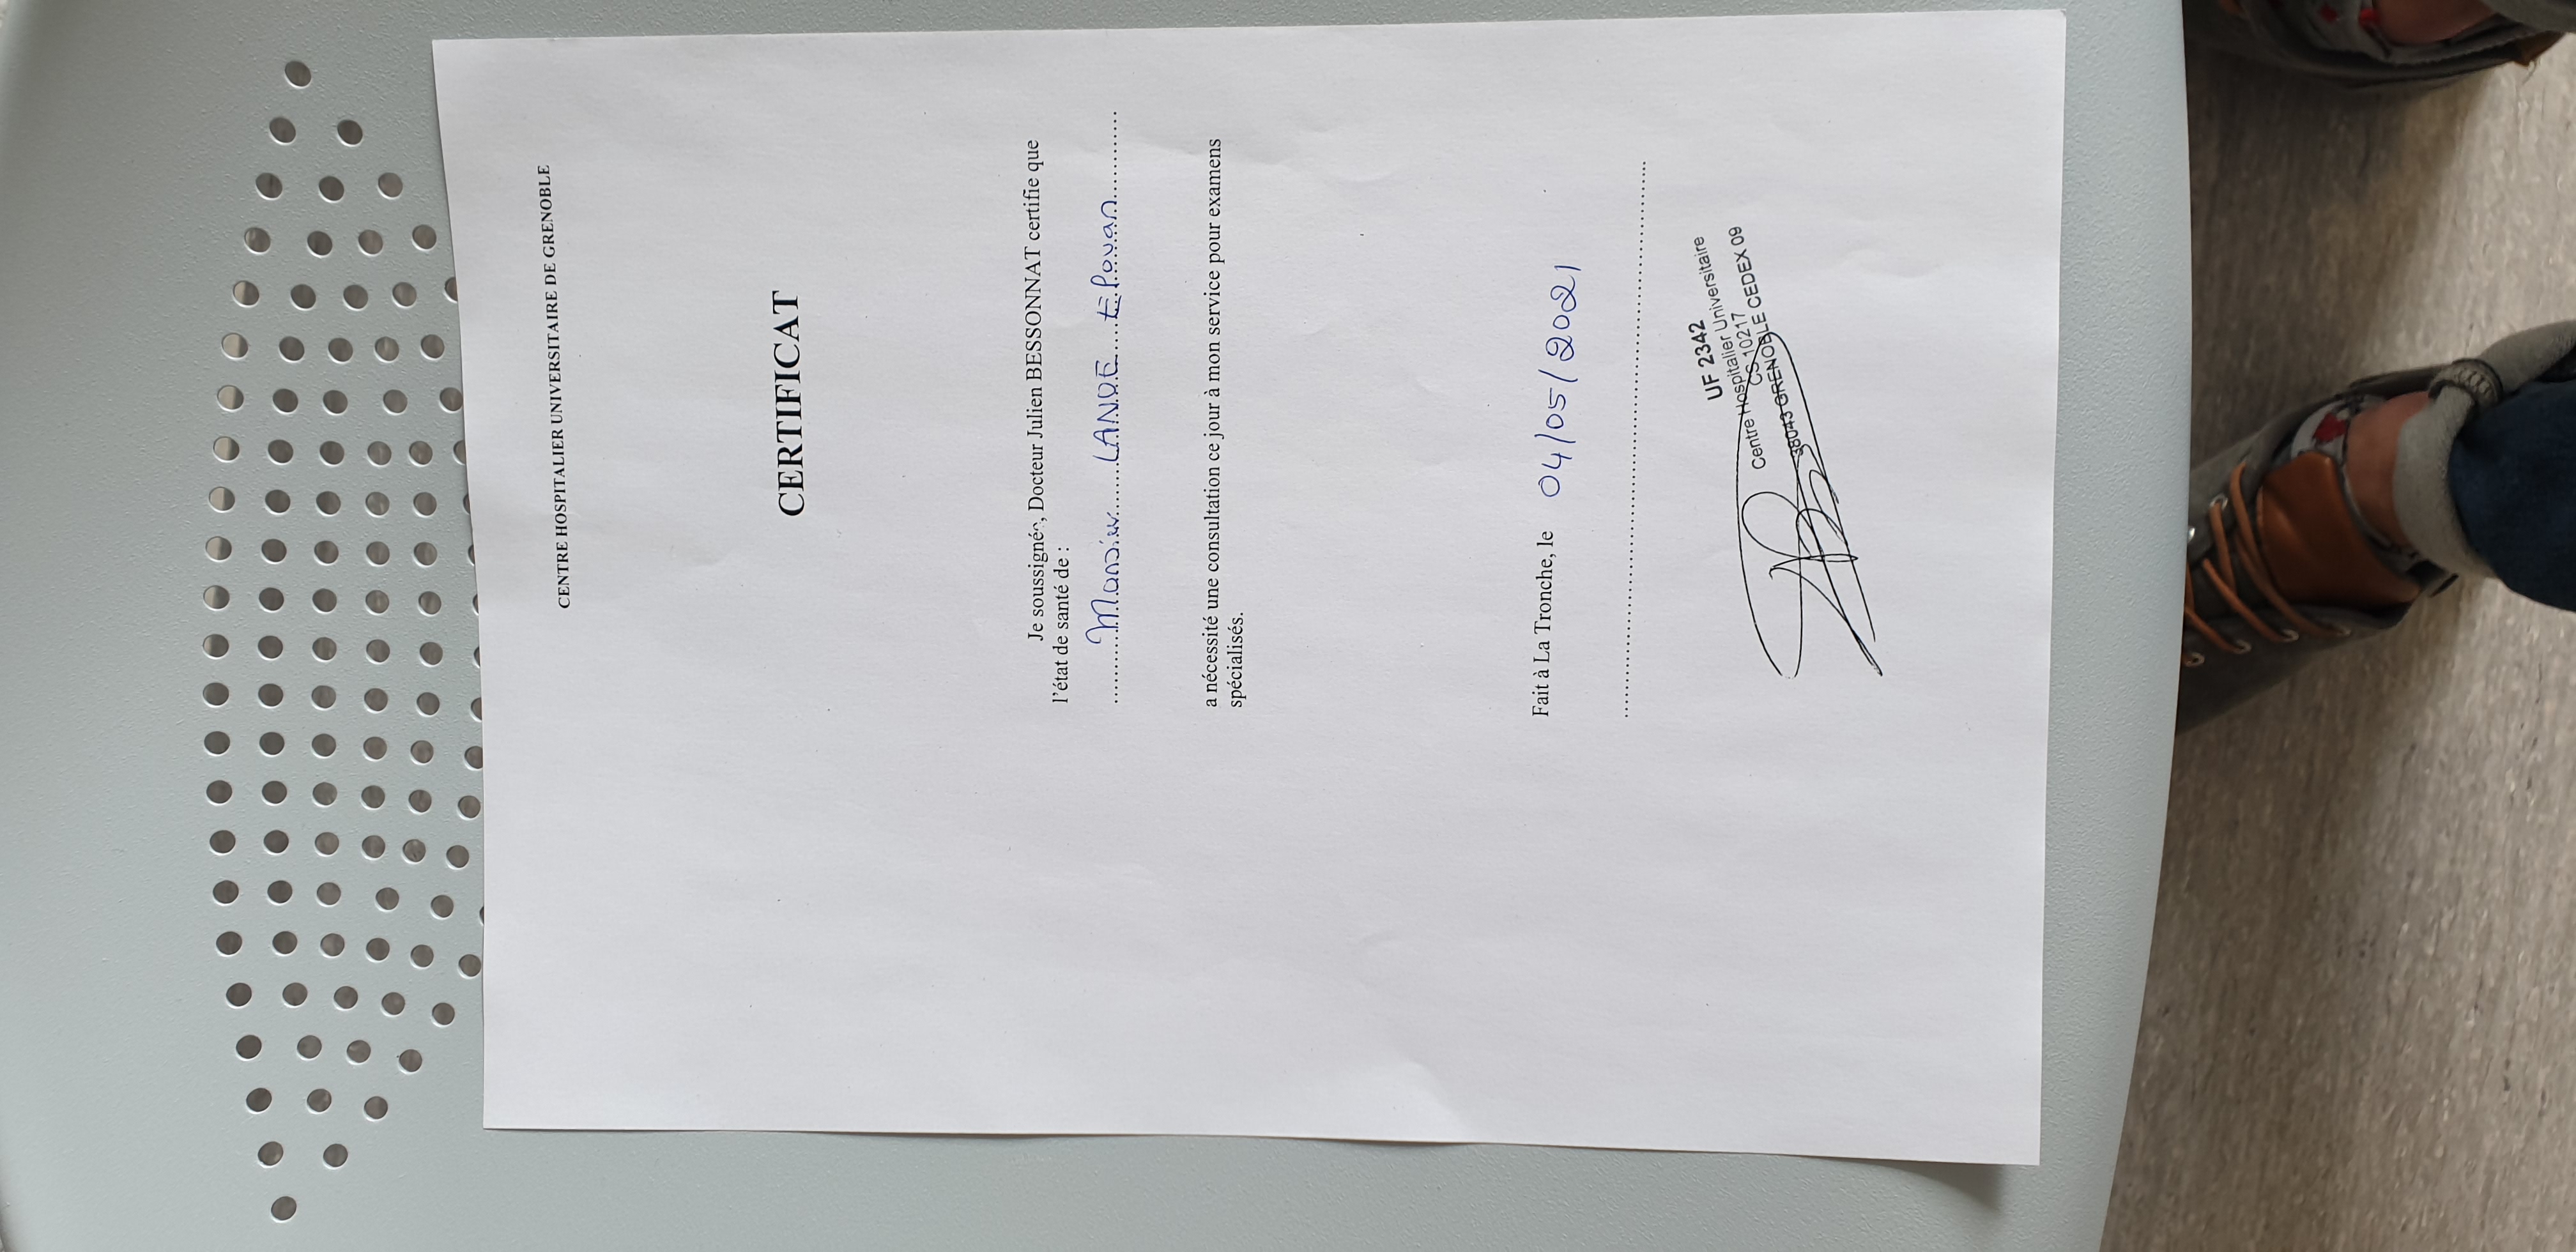 CENTRE HOSPITALIER UNIVERSITAIRE DE GRENOBLE
CERTIFICAT
Je soussignée, Docteur Julien BESSONNAT certifie que
l'état de santé de :
Monsieur LANOE Elouan
a nécessité une consultation ce jour à mon service pour examens
spécialisés.
Fait à La Tronche, le 04/05/2021
UF 2342
Centre Hospitalier Universitaire
CS 10217
38043 GRENOBLE CEDEX 09